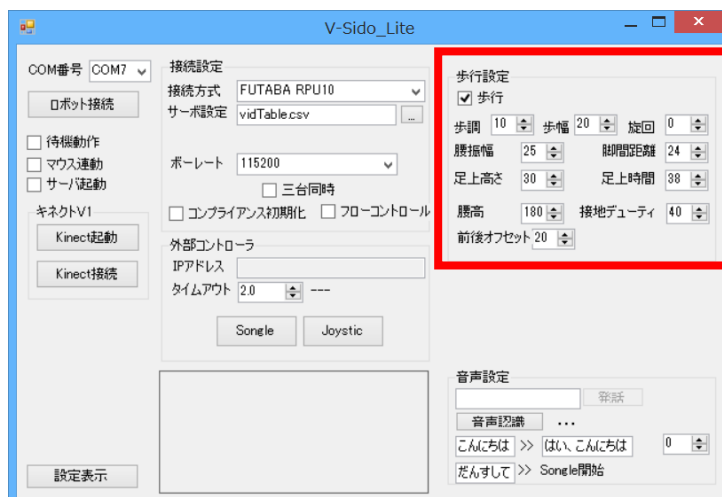 V-Sido_Lite
COM番号 COM7
ロボット接続
待機動作
マウス連動
サーバ起動
キネクトV1
Kinect起動
Kinect接続
設定表示
接続設定
接続方式 FUTABA RPU10
サーボ設定 vidTable.csv ...
ボーレート 115200
三台同時
コンプライアンス初期化 フローコントロール
外部コントローラ
IPアドレス
タイムアウト 2.0 ---
Songle Joystic
歩行設定
歩行
歩調 10 歩幅 20 旋回 0
腰振幅 25 脚間距離 24
足上高さ 30 足上時間 38
腰高 180 接地デューティ 40
前後オフセット 20
音声設定
発話
音声認識 ...
こんにちは >> はい、こんにちは 0
だんすして >> Songle開始